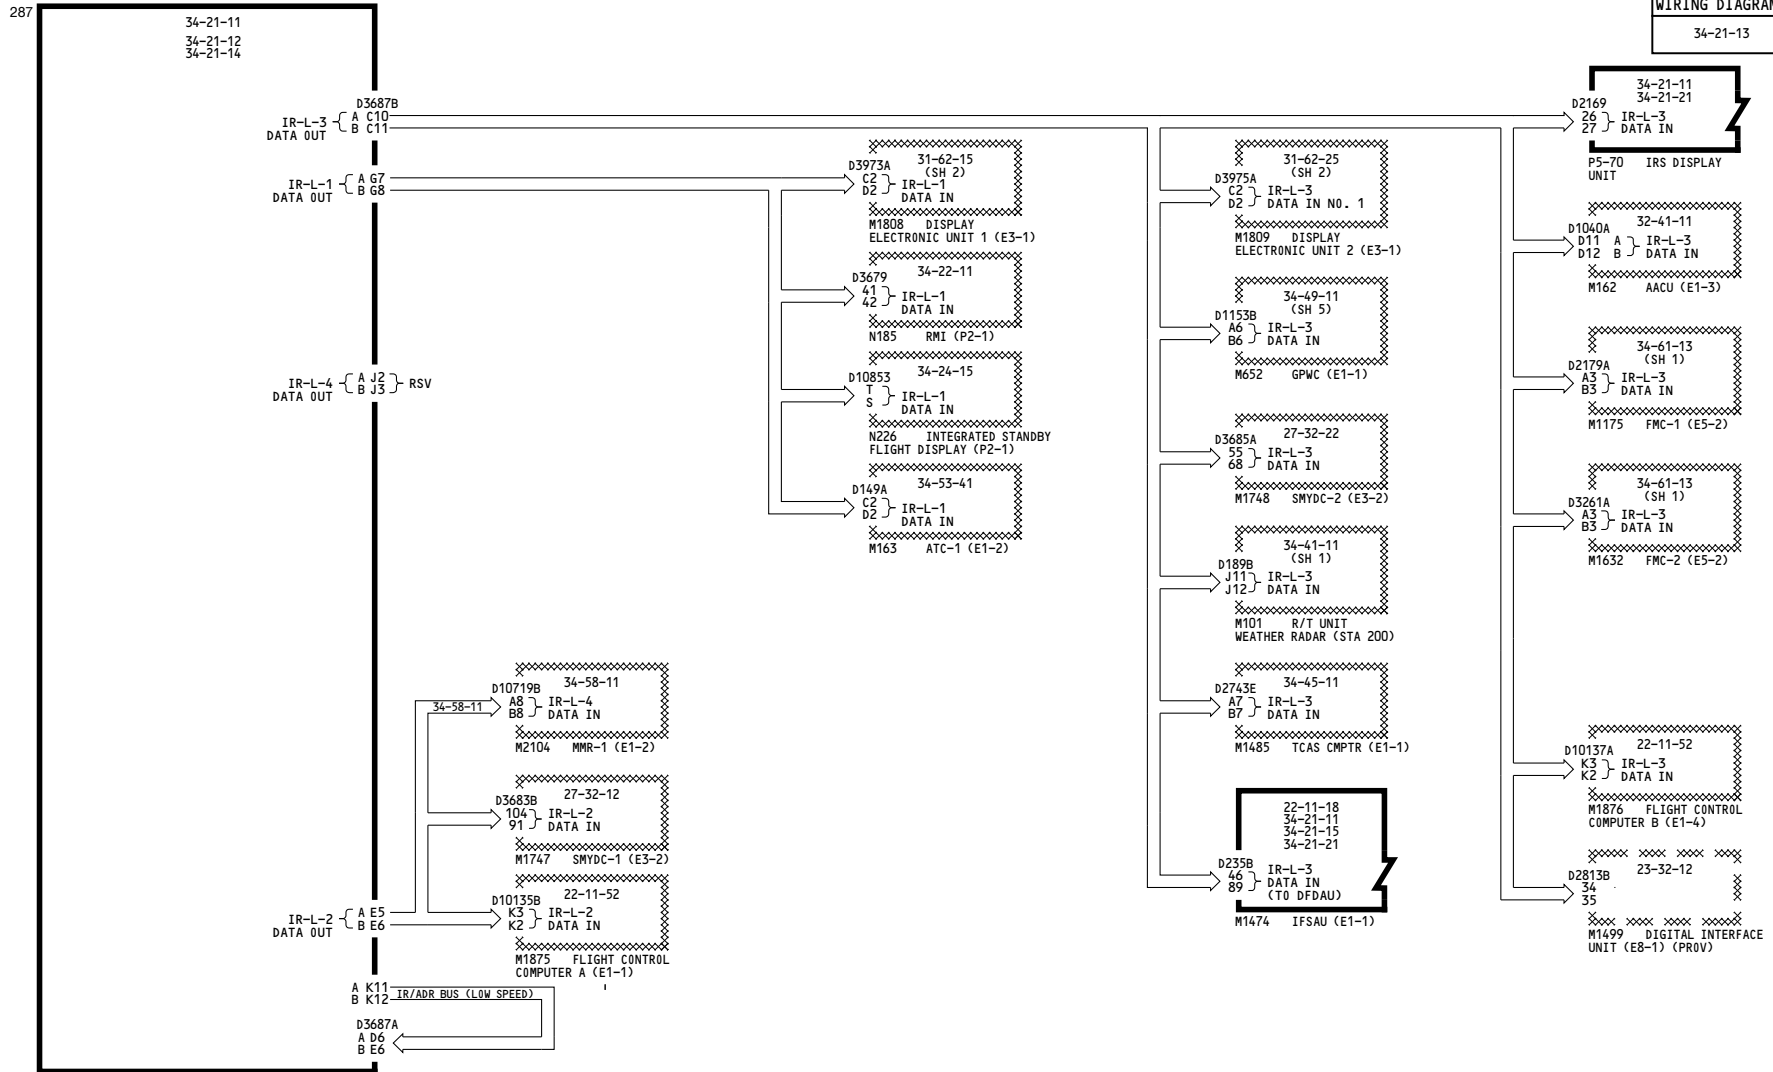 287
34-21-11
34-21-12
34-21-14
WIRING DIAGRAM
34-21-13
D3687B
IR-L-3 { A C10
DATA OUT B C11
IR-L-1 { A G7
DATA OUT B G8
IR-L-4 { A J2 } RSV
DATA OUT B J3
IR-L-2 { A E5
DATA OUT B E6
A K11
B K12
IR/ADR BUS (LOW SPEED)
D3687A
A D6
B E6
34-58-11
D10719B
34-58-11
A8 } IR-L-4
B8 DATA IN
M2104 MMR-1 (E1-2)
27-32-12
D3683B
104 } IR-L-2
91 DATA IN
M1747 SMYDC-1 (E3-2)
22-11-52
D10135B
K3 } IR-L-2
K2 DATA IN
M1875 FLIGHT CONTROL
COMPUTER A (E1-1)
31-62-15
(SH 2)
D3973A
C2 } IR-L-1
D2 DATA IN
M1808 DISPLAY
ELECTRONIC UNIT 1 (E3-1)
34-22-11
D3679
41 } IR-L-1
42 DATA IN
N185 RMI (P2-1)
34-24-15
D10853
T } IR-L-1
S DATA IN
N226 INTEGRATED STANDBY
FLIGHT DISPLAY (P2-1)
34-53-41
D149A
C2 } IR-L-1
D2 DATA IN
M163 ATC-1 (E1-2)
31-62-25
(SH 2)
D3975A
C2 } IR-L-3
D2 DATA IN NO. 1
M1809 DISPLAY
ELECTRONIC UNIT 2 (E3-1)
34-49-11
(SH 5)
D1153B
A6 } IR-L-3
B6 DATA IN
M652 GPWC (E1-1)
27-32-22
D3685A
55 } IR-L-3
68 DATA IN
M1748 SMYDC-2 (E3-2)
34-41-11
(SH 1)
D189B
J11 } IR-L-3
J12 DATA IN
M101 R/T UNIT
WEATHER RADAR (STA 200)
34-45-11
D2743E
A7 } IR-L-3
B7 DATA IN
M1485 TCAS CMPTR (E1-1)
22-11-18
34-21-11
34-21-15
34-21-21
D235B
46 } IR-L-3
89 DATA IN
(TO DFDAU)
M1474 IFSAU (E1-1)
34-21-11
34-21-21
D2169
26 } IR-L-3
27 DATA IN
P5-70 IRS DISPLAY
UNIT
32-41-11
D1040A
D11 A } IR-L-3
D12 B DATA IN
M162 AACU (E1-3)
34-61-13
(SH 1)
D2179A
A3 } IR-L-3
B3 DATA IN
M1175 FMC-1 (E5-2)
34-61-13
(SH 1)
D3261A
A3 } IR-L-3
B3 DATA IN
M1632 FMC-2 (E5-2)
22-11-52
D10137A
K3 } IR-L-3
K2 DATA IN
M1876 FLIGHT CONTROL
COMPUTER B (E1-4)
23-32-12
D2813B
34
35
M1499 DIGITAL INTERFACE
UNIT (E8-1) (PROV)